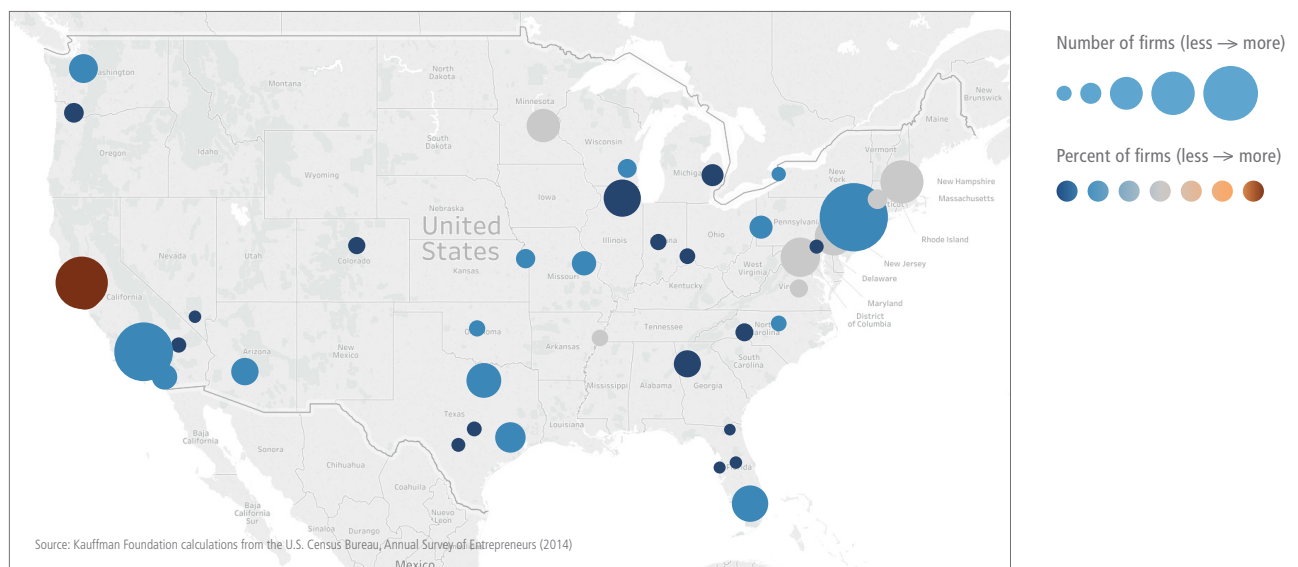 Number of firms (less → more)
Percent of firms (less → more)
Washington
Montana
North
Dakota
Minnesota
Oregon
Idaho
Wyoming
South
Dakota
Wisconsin
Michigan
Maine
New
Brunswick
Vermont
New
York
New Hampshire
Massachusetts
Rhode Island
Nevada
Utah
Colorado
Nebraska
Iowa
United
States
Kansas
Missouri
Illinois
Ohio
Pennsylvania
New Jersey
Delaware
Maryland
District
of Columbia
West
Virginia
Kentucky
California
Arizona
New
Mexico
Arkansas
Tennessee
North
Carolina
South
Carolina
Mississippi
Alabama
Georgia
Texas
Louisiana
Florida
Baja
California
Sonora
Chihuahua
Baja
California
Sur
Sinaloa
Durango
Coahuila
Nuevo
Leon
Mexico
Source: Kauffman Foundation calculations from the U.S. Census Bureau, Annual Survey of Entrepreneurs (2014)